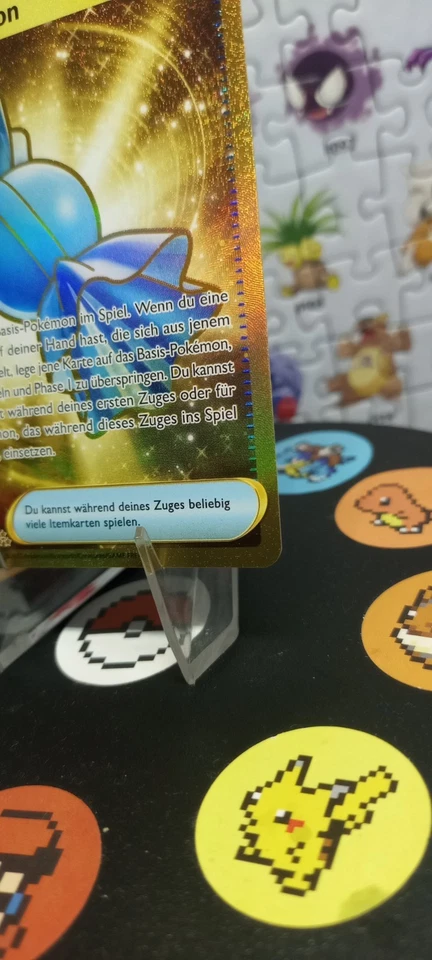 on
Basis-Pokémon im Spiel. Wenn du eine
f deiner Hand hast, die sich aus jenem
elt, lege jene Karte auf das Basis-Pokémon,
eln und Phase 1 zu überspringen. Du kannst
t während deines ersten Zuges oder für
mon, das während dieses Zuges ins Spiel
einsetzen.
Du kannst während deines Zuges beliebig
viele Itemkarten spielen.